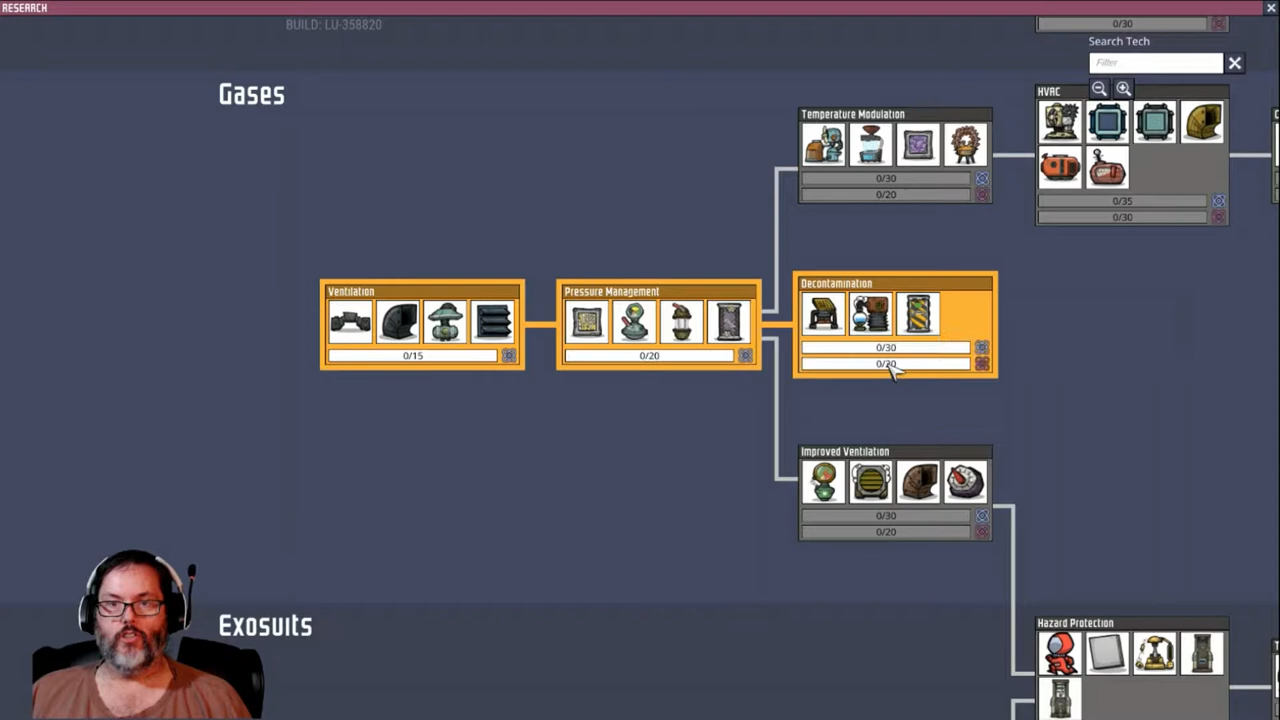 RESEARCH
BUILD: LU-358820
0/30
Search Tech
Filter
Gases
HVAC
Temperature Modulation
0/30
0/20
0/35
0/30
Ventilation
0/15
Pressure Management
0/20
Decontamination
0/30
Improved Ventilation
0/30
0/20
Exosuits
Hazard Protection